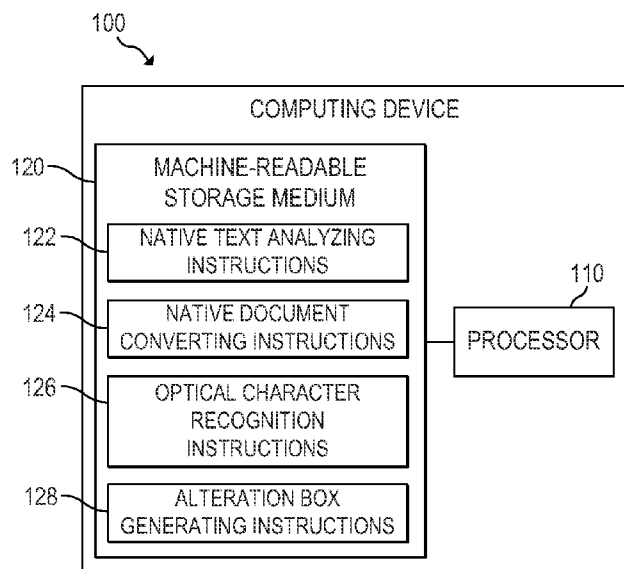 100
COMPUTING DEVICE
120
MACHINE-READABLE
STORAGE MEDIUM
122
NATIVE TEXT ANALYZING
INSTRUCTIONS
110
124
NATIVE DOCUMENT
CONVERTING INSTRUCTIONS
PROCESSOR
126
OPTICAL CHARACTER
RECOGNITION
INSTRUCTIONS
128
ALTERATION BOX
GENERATING INSTRUCTIONS